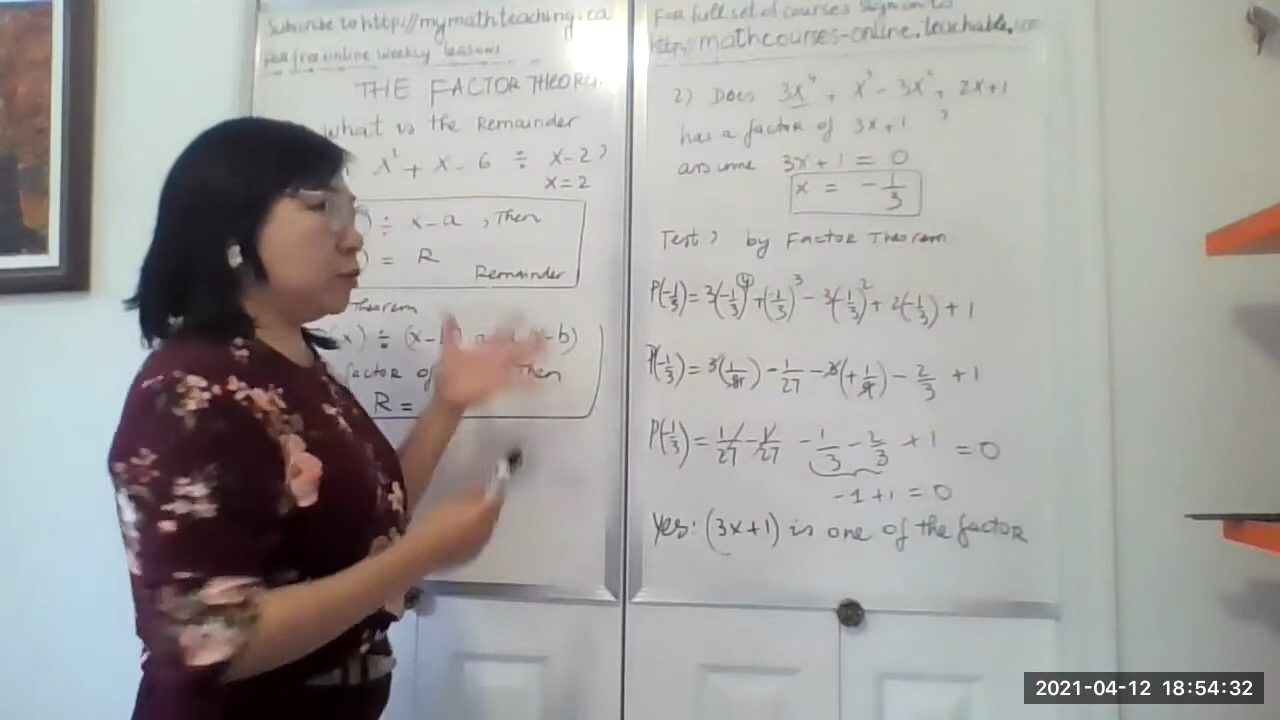 Subscribe to http://mymathteaching.ca
For free online weekly lessons
THE FACTOR THEOREM
What is the Remainder
x² + x - 6 ÷ x-2?
x=2
) ÷ x-a , Then
) = R
Remainder
Theorem
x) ÷ (x- -b)
factor of Then
R =
For full set of courses sign in to
http://mathcourses-online.teachable.com
2) Does 3x⁴ + x³ - 3x² + 2x+1
has a factor of 3x+1 ?
assume 3x+1 = 0
x = -1/3
Test? by Factor Theorem
P(-1/3) = 3(-1/3)⁴+(-1/3)³ - 3(-1/3)²+ 2(-1/3) + 1
P(-1/3) = 3(1/81) - 1/27 - 3(+1/9) - 2/3 + 1
P(-1/3) = 1/27 - 1/27 - 1/3 - 2/3 + 1 = 0
-1+1 = 0
Yes: (3x+1) is one of the factor
2021-04-12 18:54:32